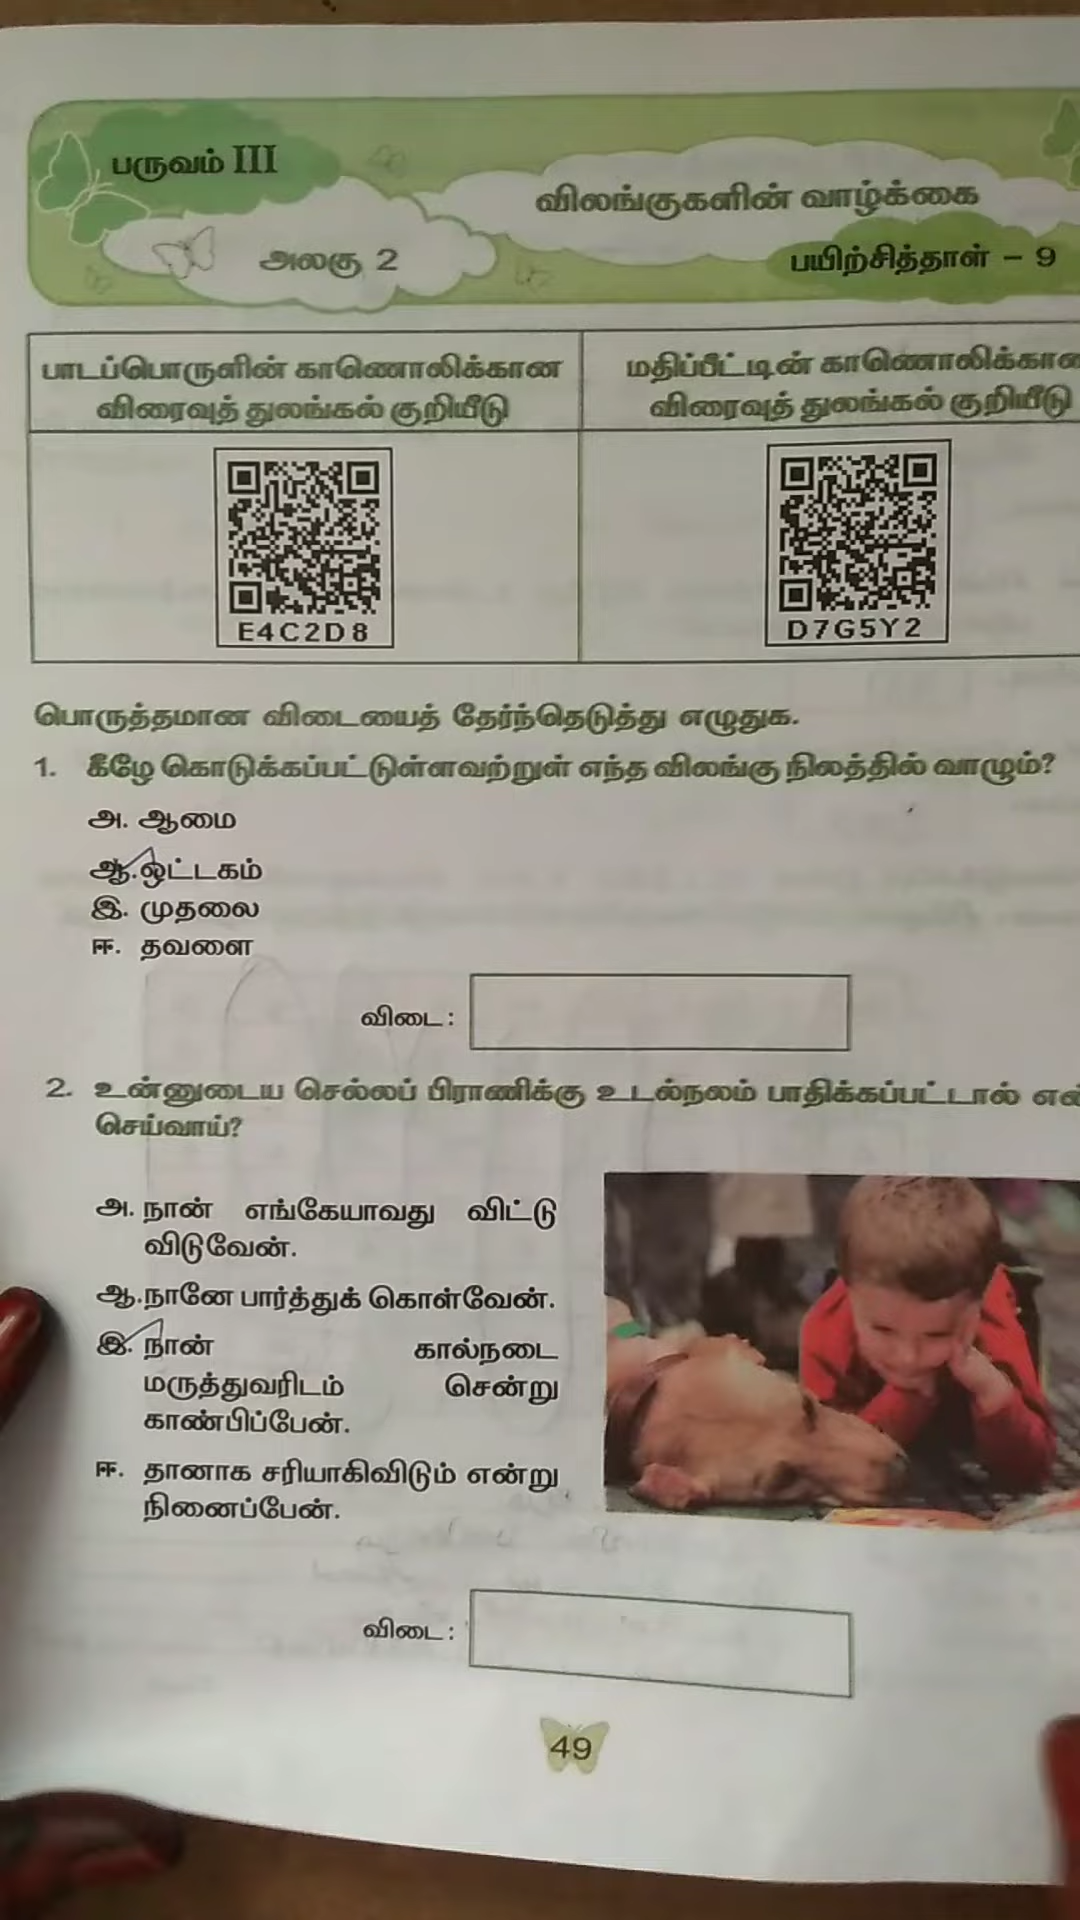 பருவம் III
விலங்குகளின் வாழ்க்கை
அலகு 2
பயிற்சித்தாள் – 9
பாடப்பொருளின் காணொலிக்கான
விரைவுத் துலங்கல் குறியீடு
மதிப்பீட்டின் காணொலிக்கான
விரைவுத் துலங்கல் குறியீடு
E4C2D8
D7G5Y2
பொருத்தமான விடையைத் தேர்ந்தெடுத்து எழுதுக.
1. கீழே கொடுக்கப்பட்டுள்ளவற்றுள் எந்த விலங்கு நிலத்தில் வாழும்?
அ. ஆமை
ஆ. ஒட்டகம்
இ. முதலை
ஈ. தவளை
விடை :
2. உன்னுடைய செல்லப் பிராணிக்கு உடல்நலம் பாதிக்கப்பட்டால்
செய்வாய்?
அ. நான் எங்கேயாவது விட்டு
விடுவேன்.
ஆ. நானே பார்த்துக் கொள்வேன்.
இ. நான் கால்நடை
மருத்துவரிடம் சென்று
காண்பிப்பேன்.
ஈ. தானாக சரியாகிவிடும் என்று
நினைப்பேன்.
விடை :
49